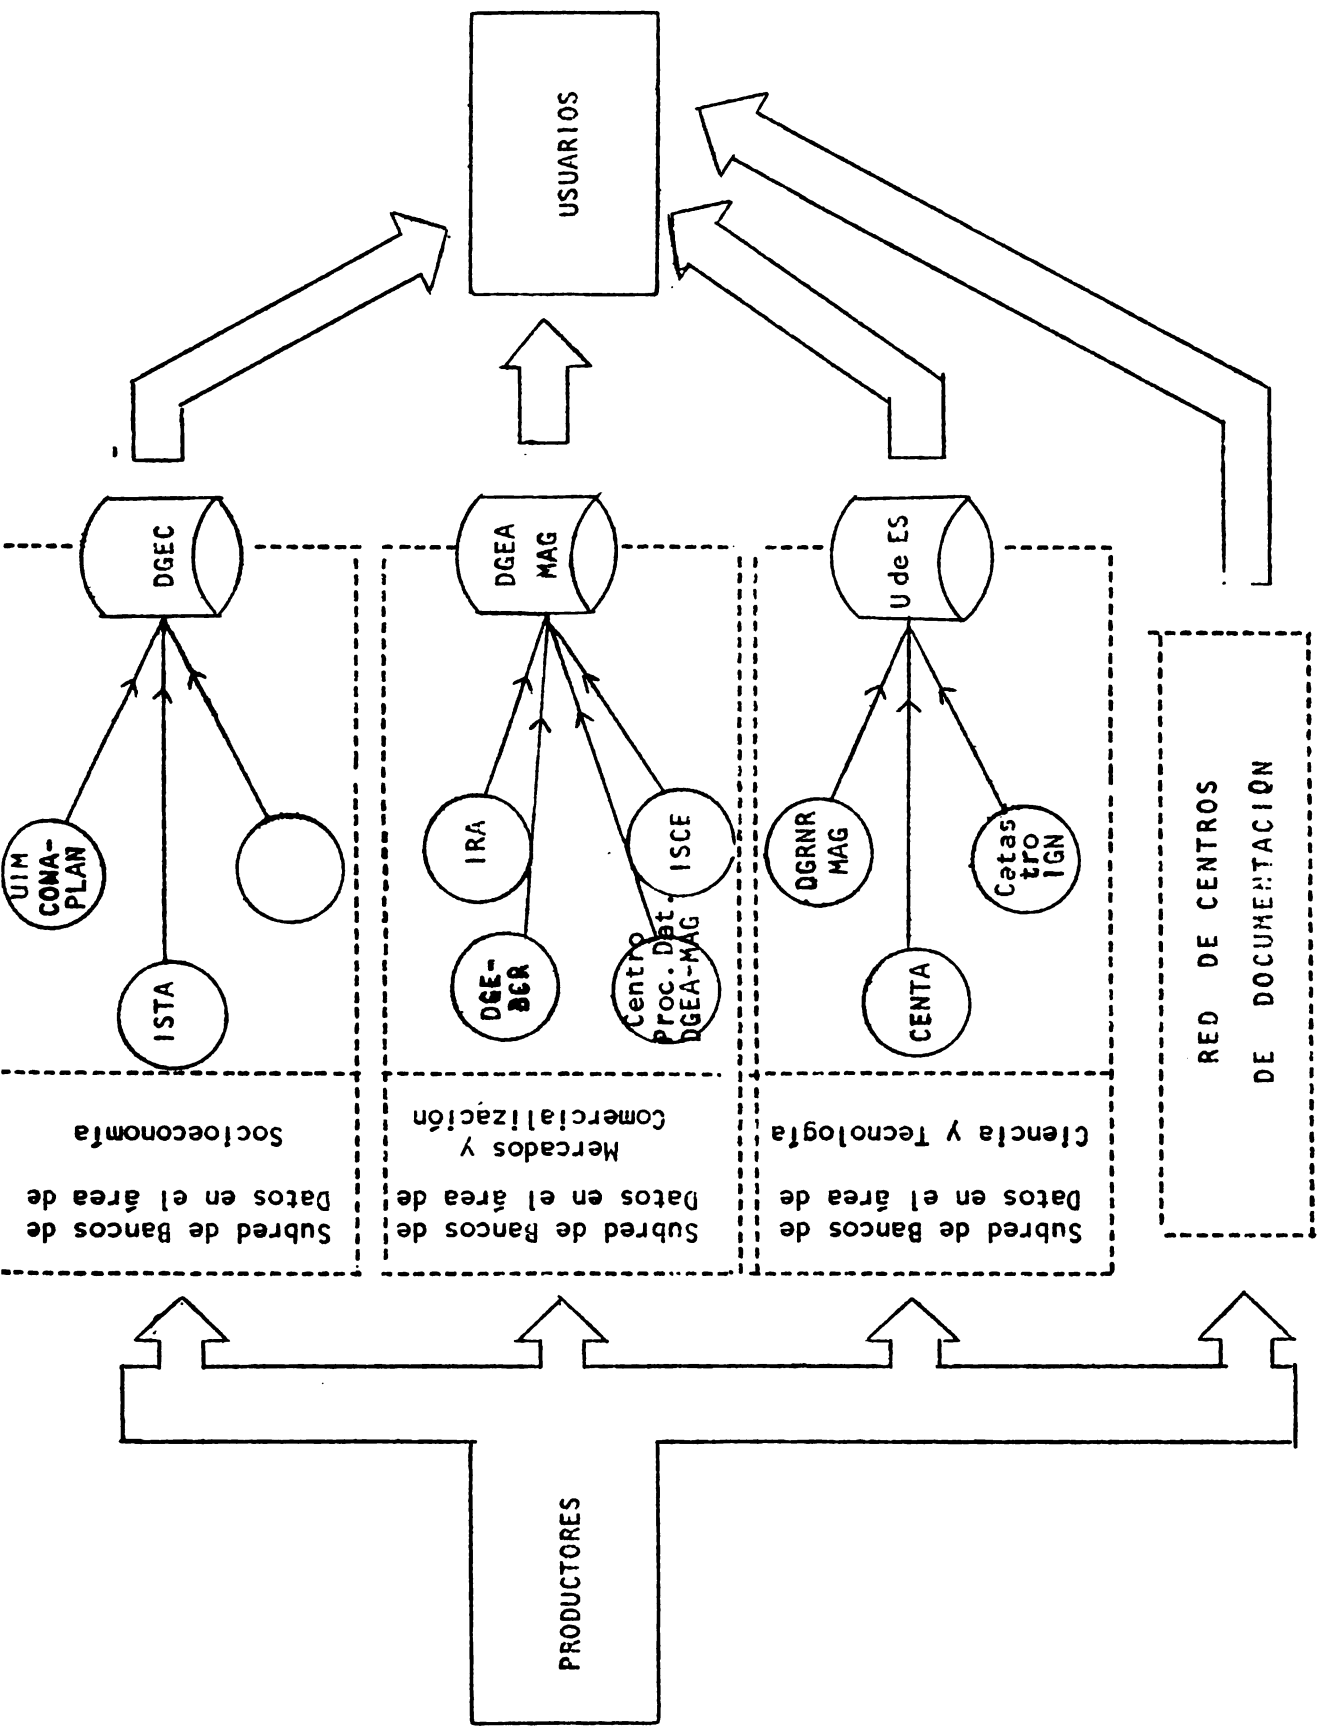 PRODUCTORES
Subred de Bancos de
Datos en el área de
Socioeconomía
ISTA
UIM
CONA-
PLAN
DGEC
Subred de Bancos de
Datos en el área de
Mercados y
Comercialización
DGE-
BCR
IRA
Centro
Proc. Dat.
DGEA-MAG
ISCE
DGEA
MAG
Subred de Bancos de
Datos en el área de
Ciencia y Tecnología
CENTA
DGRNR
MAG
Catas
tro
IGN
U de ES
RED DE CENTROS
DE DOCUMENTACION
USUARIOS